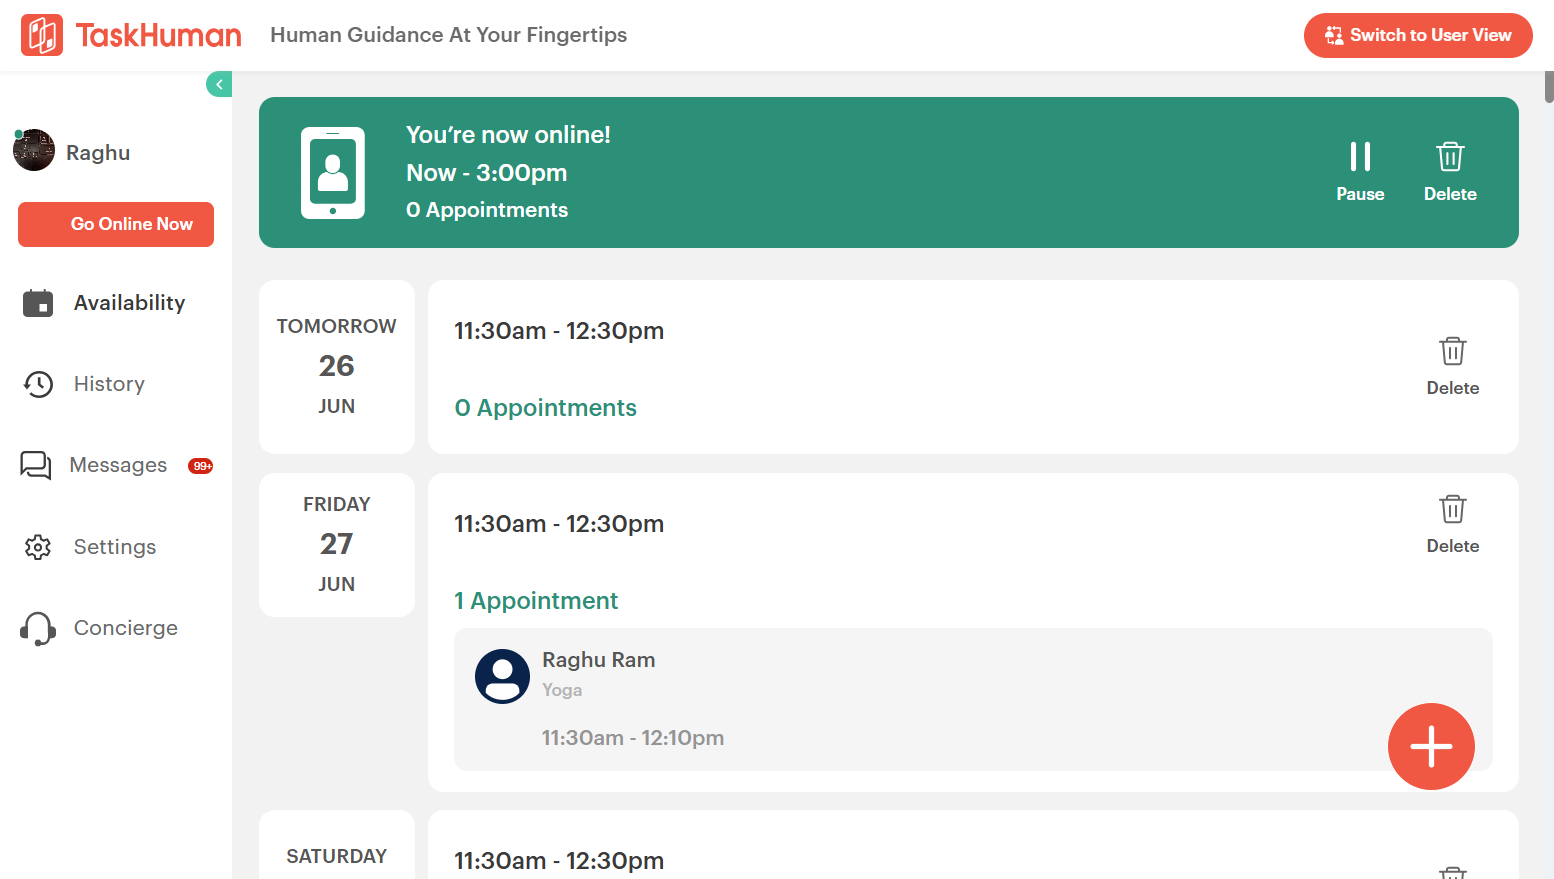 TaskHuman
Human Guidance At Your Fingertips
Switch to User View
Raghu
Go Online Now
Availability
History
Messages
99+
Settings
Concierge
You’re now online!
Now - 3:00pm
0 Appointments
Pause
Delete
TOMORROW
26
JUN
11:30am - 12:30pm
0 Appointments
Delete
FRIDAY
27
JUN
11:30am - 12:30pm
Delete
1 Appointment
Raghu Ram
Yoga
11:30am - 12:10pm
SATURDAY
11:30am - 12:30pm